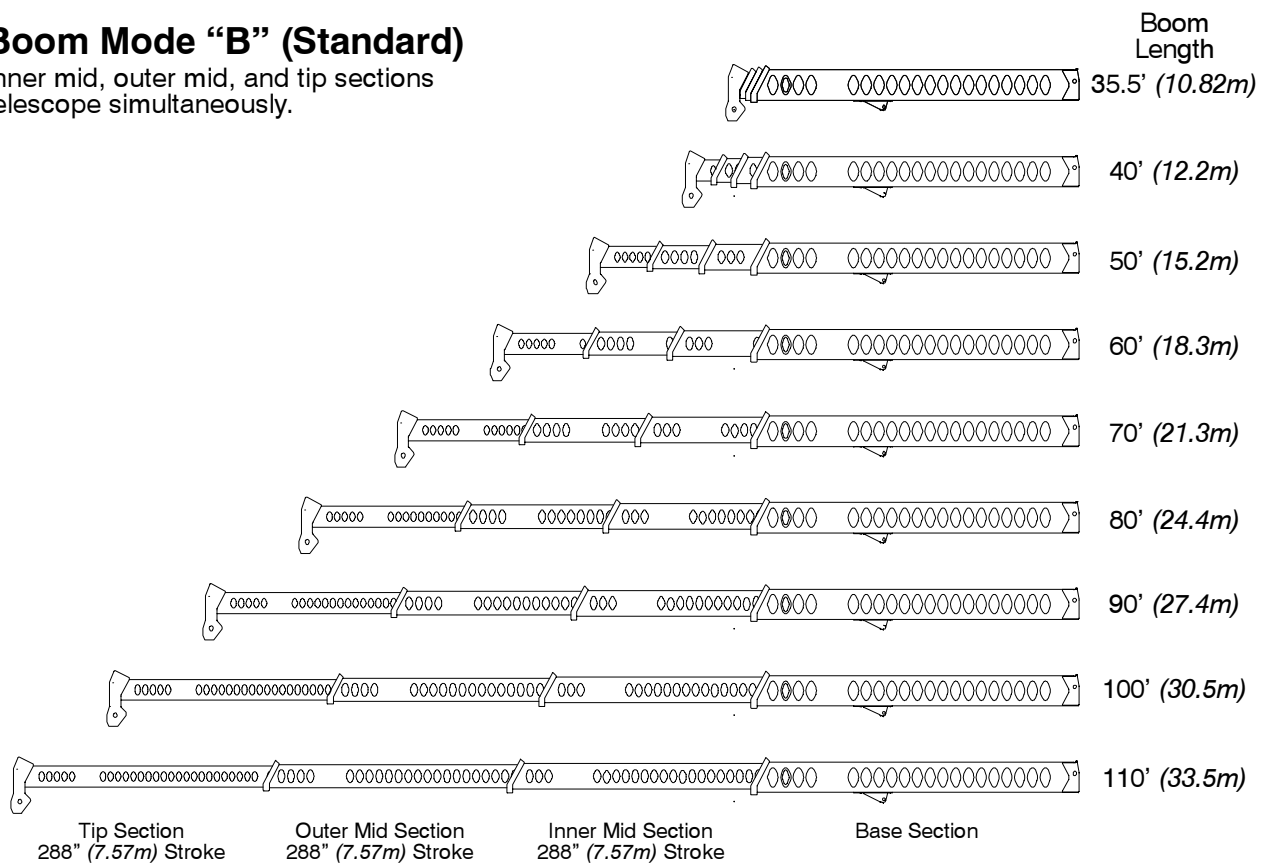 Boom Mode “B” (Standard)
nner mid, outer mid, and tip sections
elescope simultaneously.
Boom
Length
35.5’ (10.82m)
40’ (12.2m)
50’ (15.2m)
60’ (18.3m)
70’ (21.3m)
80’ (24.4m)
90’ (27.4m)
100’ (30.5m)
110’ (33.5m)
Tip Section
288” (7.57m) Stroke
Outer Mid Section
288” (7.57m) Stroke
Inner Mid Section
288” (7.57m) Stroke
Base Section